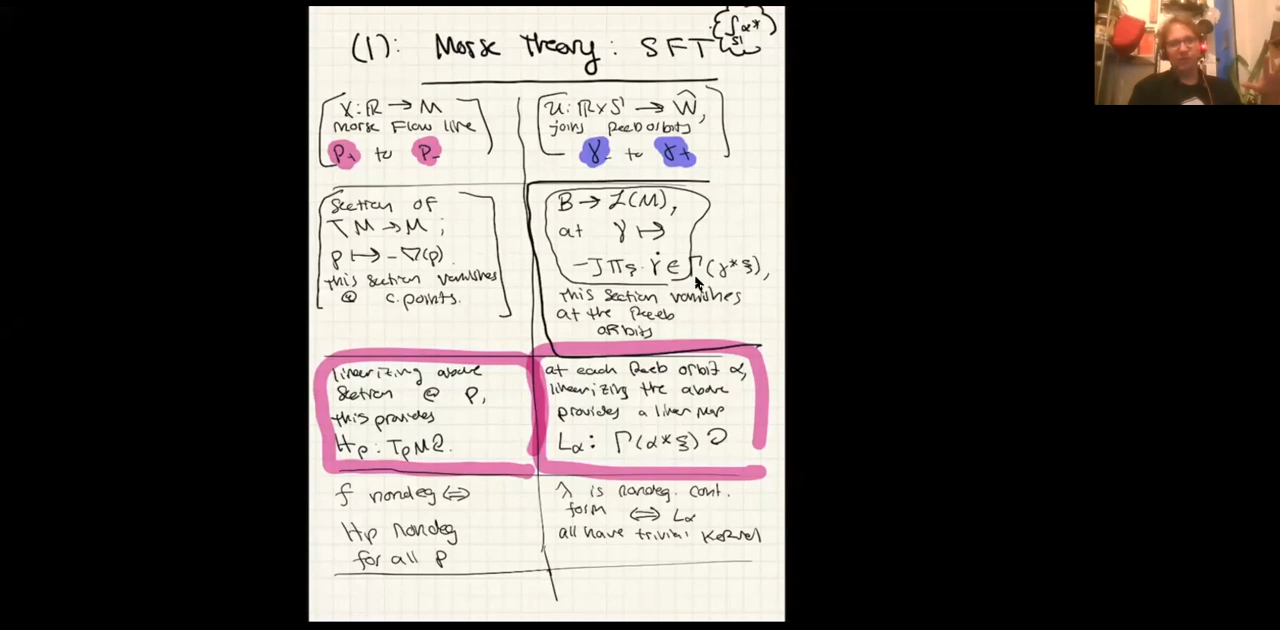 (1): Morse Theory: SFT
∫α*
S1
γ: ℝ → M
Morse Flow line
P+ to P-
u: ℝ×S¹ → Ŵ,
joins Reeb orbits
γ- to γ+
Section of
TM → M ;
p ↦ -∇(p).
this section vanishes
@ c.points.
B → L(M),
at γ ↦
-Jπξ · γ̇ ∈ Γ(γ*ξ),
this section vanishes
at the Reeb
orbits
linearizing above
section @ P,
this provides
Hp : TpM
at each Reeb orbit α,
linearizing the above
provides a linear map
Lα : Γ(α*ξ)
f nondeg ⇔
Hp nondeg
for all P
λ is nondeg. cont.
form ⇔ Lα
all have trivial kernel